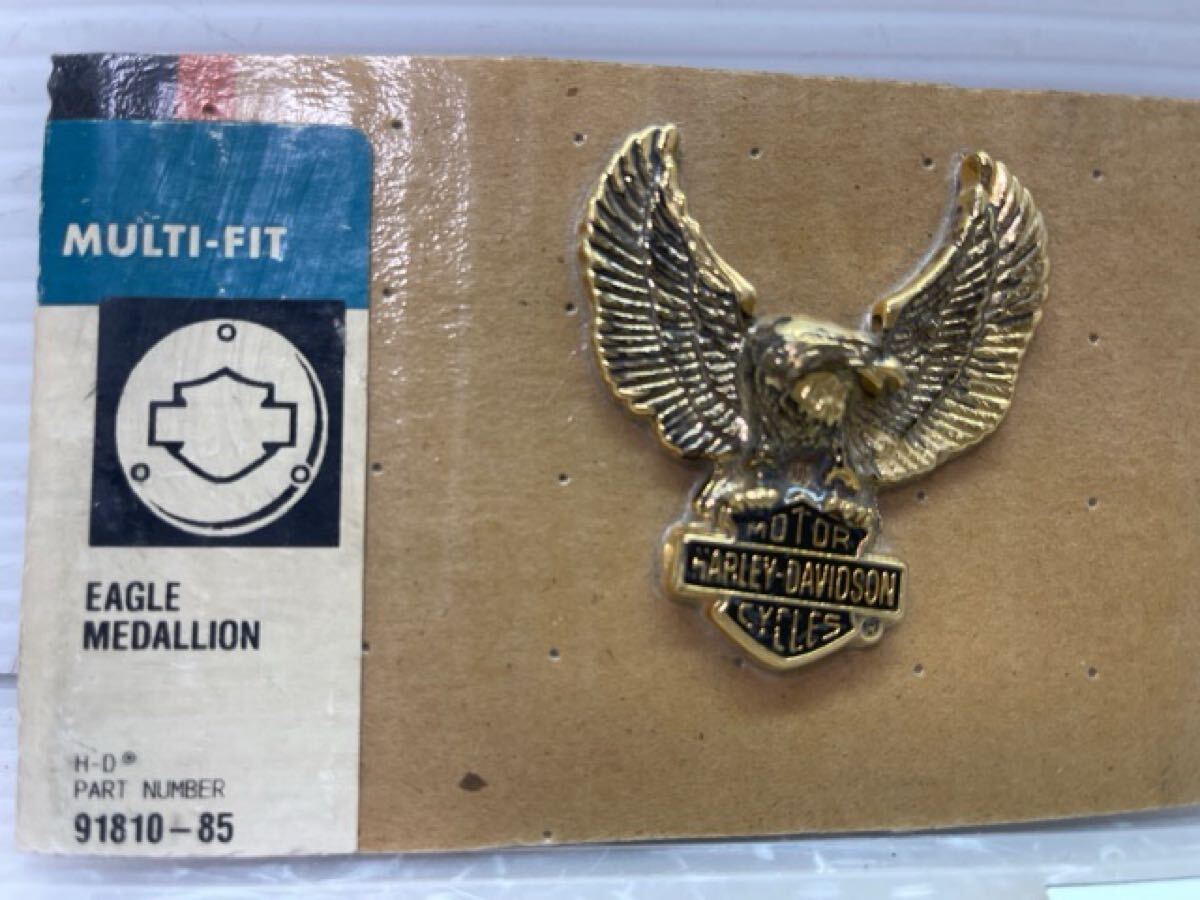 MULTI-FIT
EAGLE
MEDALLION
H-D®
PART NUMBER
91810-85
MOTOR
HARLEY-DAVIDSON
CYCLES